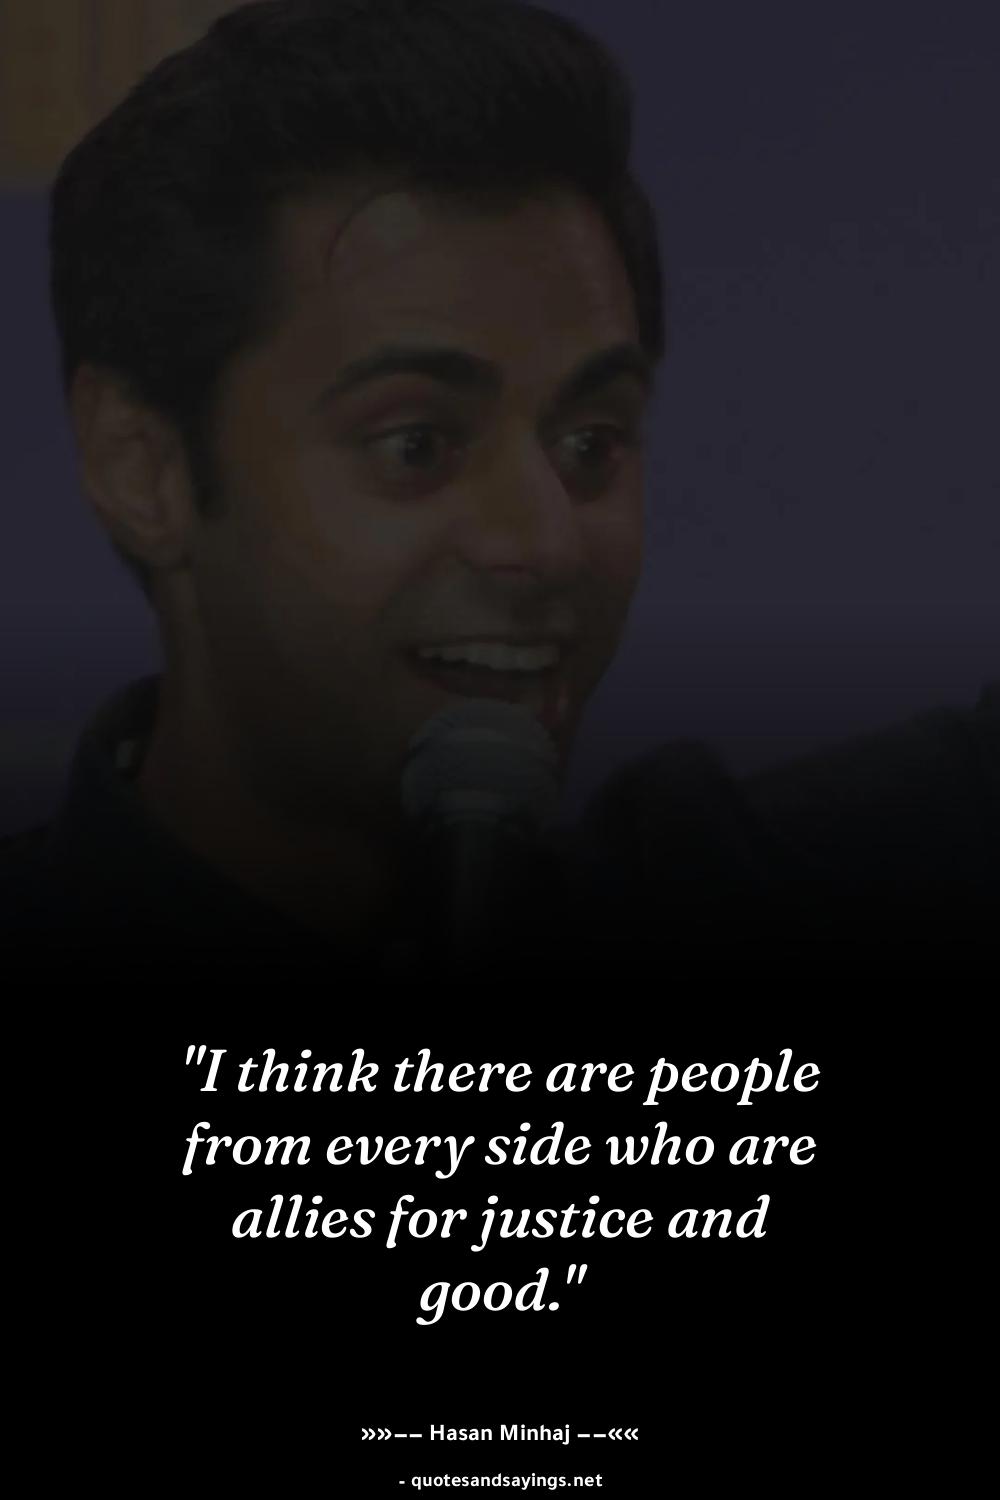 "I think there are people
from every side who are
allies for justice and
good."
»»−− Hasan Minhaj −−««
- quotesandsayings.net